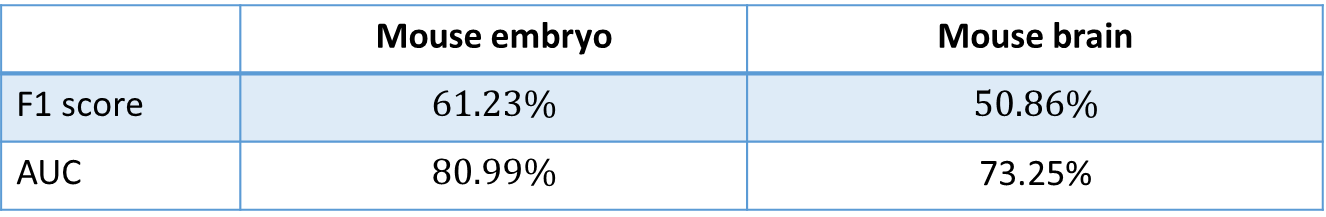 Mouse embryo Mouse brain
F1 score 61.23% 50.86%
AUC 80.99% 73.25%